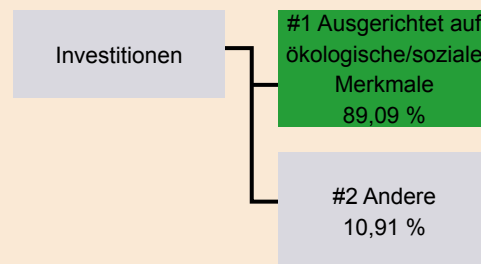 Investitionen
#1 Ausgerichtet auf
ökologische/soziale
Merkmale
89,09 %
#2 Andere
10,91 %